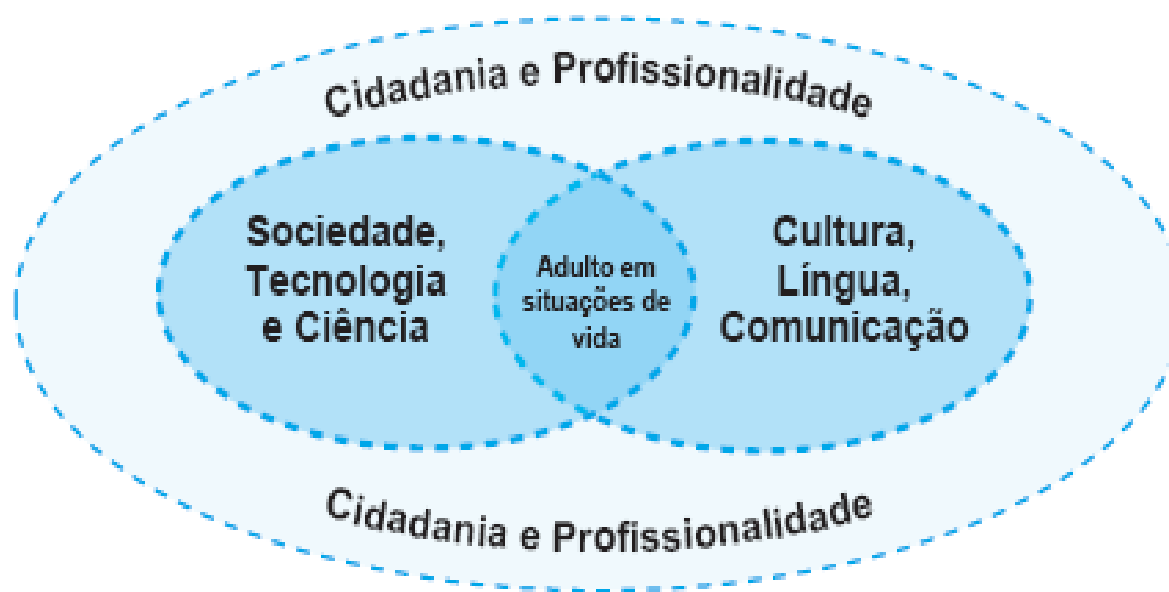 Cidadania e Profissionalidade
Sociedade,
Tecnologia
e Ciência
Adulto em
situações de
vida
Cultura,
Língua,
Comunicação
Cidadania e Profissionalidade